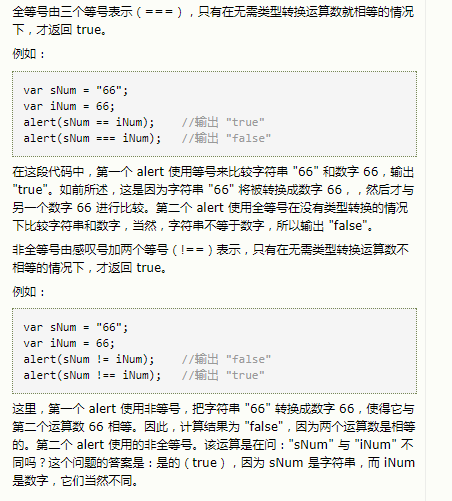 全等号由三个等号表示（===），只有在无需类型转换运算数就相等的情况
下，才返回 true。
例如：
var sNum = "66";
var iNum = 66;
alert(sNum == iNum);    //输出 "true"
alert(sNum === iNum);   //输出 "false"
在这段代码中，第一个 alert 使用等号来比较字符串 "66" 和数字 66，输出
"true"。如前所述，这是因为字符串 "66" 将被转换成数字 66，，然后才与
另一个数字 66 进行比较。第二个 alert 使用全等号在没有类型转换的情况
下比较字符串和数字，当然，字符串不等于数字，所以输出 "false"。
非全等号由感叹号加两个等号（!==）表示，只有在无需类型转换运算数不
相等的情况下，才返回 true。
例如：
var sNum = "66";
var iNum = 66;
alert(sNum != iNum);    //输出 "false"
alert(sNum !== iNum);   //输出 "true"
这里，第一个 alert 使用非等号，把字符串 "66" 转换成数字 66，使得它与
第二个运算数 66 相等。因此，计算结果为 "false"，因为两个运算数是相等
的。第二个 alert 使用的非全等号。该运算是在问："sNum" 与 "iNum" 不
同吗？这个问题的答案是：是的（true），因为 sNum 是字符串，而 iNum
是数字，它们当然不同。